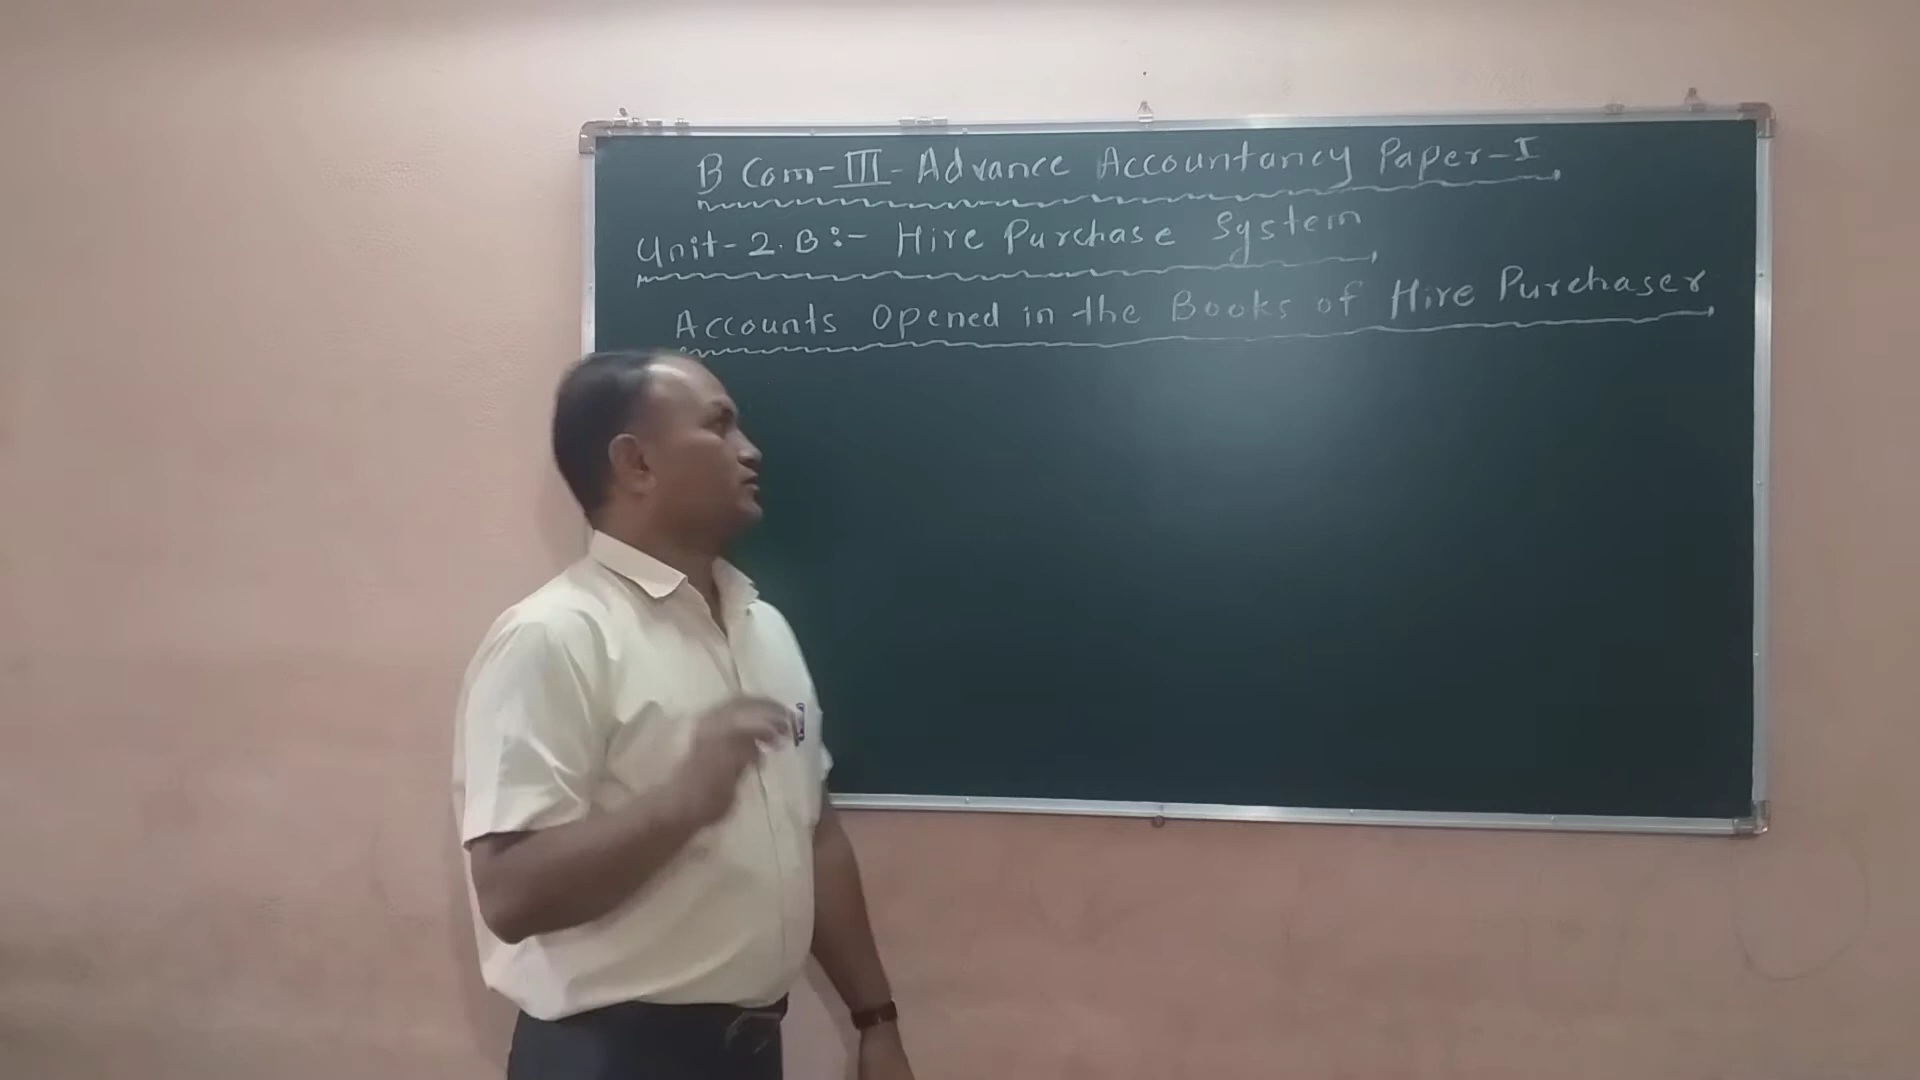 B Com-III-Advance Accountancy Paper-I
Unit-2.B:- Hire Purchase System
Accounts Opened in the Books of Hire Purchaser